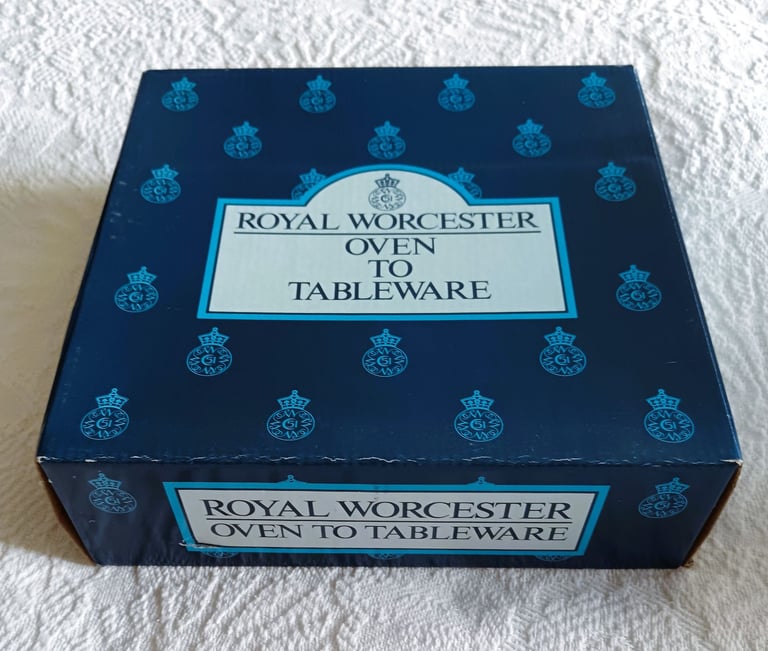 ROYAL WORCESTER
OVEN
TO
TABLEWARE
ROYAL WORCESTER
OVEN TO TABLEWARE